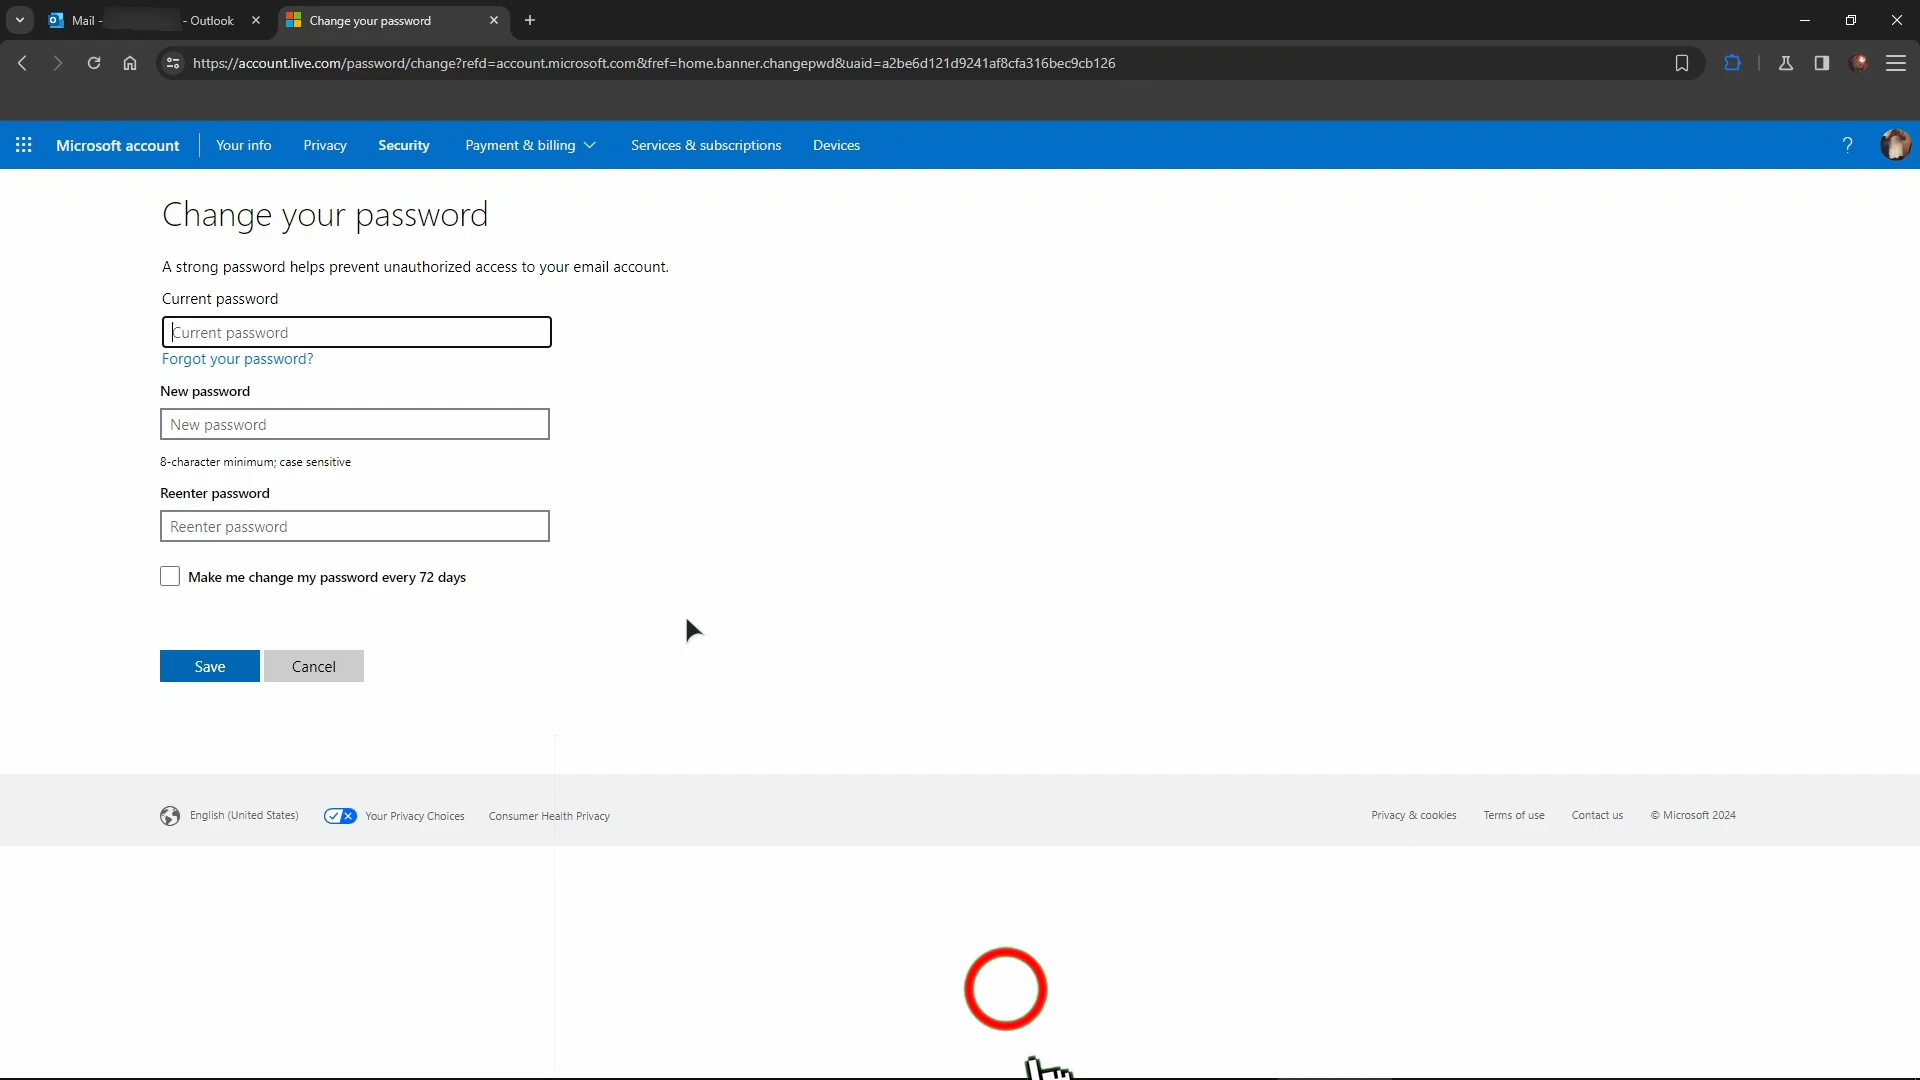 Mail -
- Outlook
Change your password
https://account.live.com/password/change?refd=account.microsoft.com&fref=home.banner.changepwd&uaid=a2be6d121d9241af8cfa316bec9cb126
Microsoft account
Your info
Privacy
Security
Payment & billing
Services & subscriptions
Devices
?
Change your password
A strong password helps prevent unauthorized access to your email account.
Current password
Current password
Forgot your password?
New password
New password
8-character minimum; case sensitive
Reenter password
Reenter password
Make me change my password every 72 days
Save
Cancel
English (United States)
Your Privacy Choices
Consumer Health Privacy
Privacy & cookies
Terms of use
Contact us
© Microsoft 2024